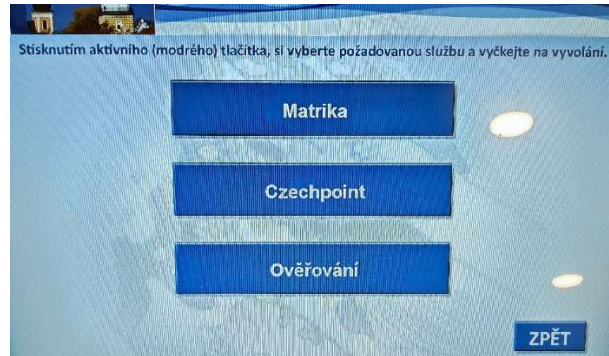 Stisknutím aktivního (modrého) tlačítka, si vyberte požadovanou službu a vyčkejte na vyvolání.
Matrika
Czechpoint
Ověřování
ZPĚT